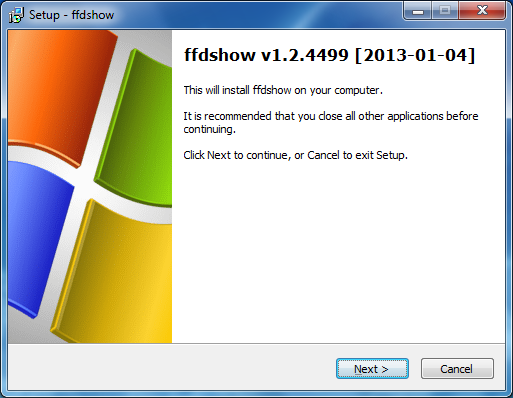 Setup - ffdshow
ffdshow v1.2.4499 [2013-01-04]
This will install ffdshow on your computer.
It is recommended that you close all other applications before
continuing.
Click Next to continue, or Cancel to exit Setup.
Next >
Cancel